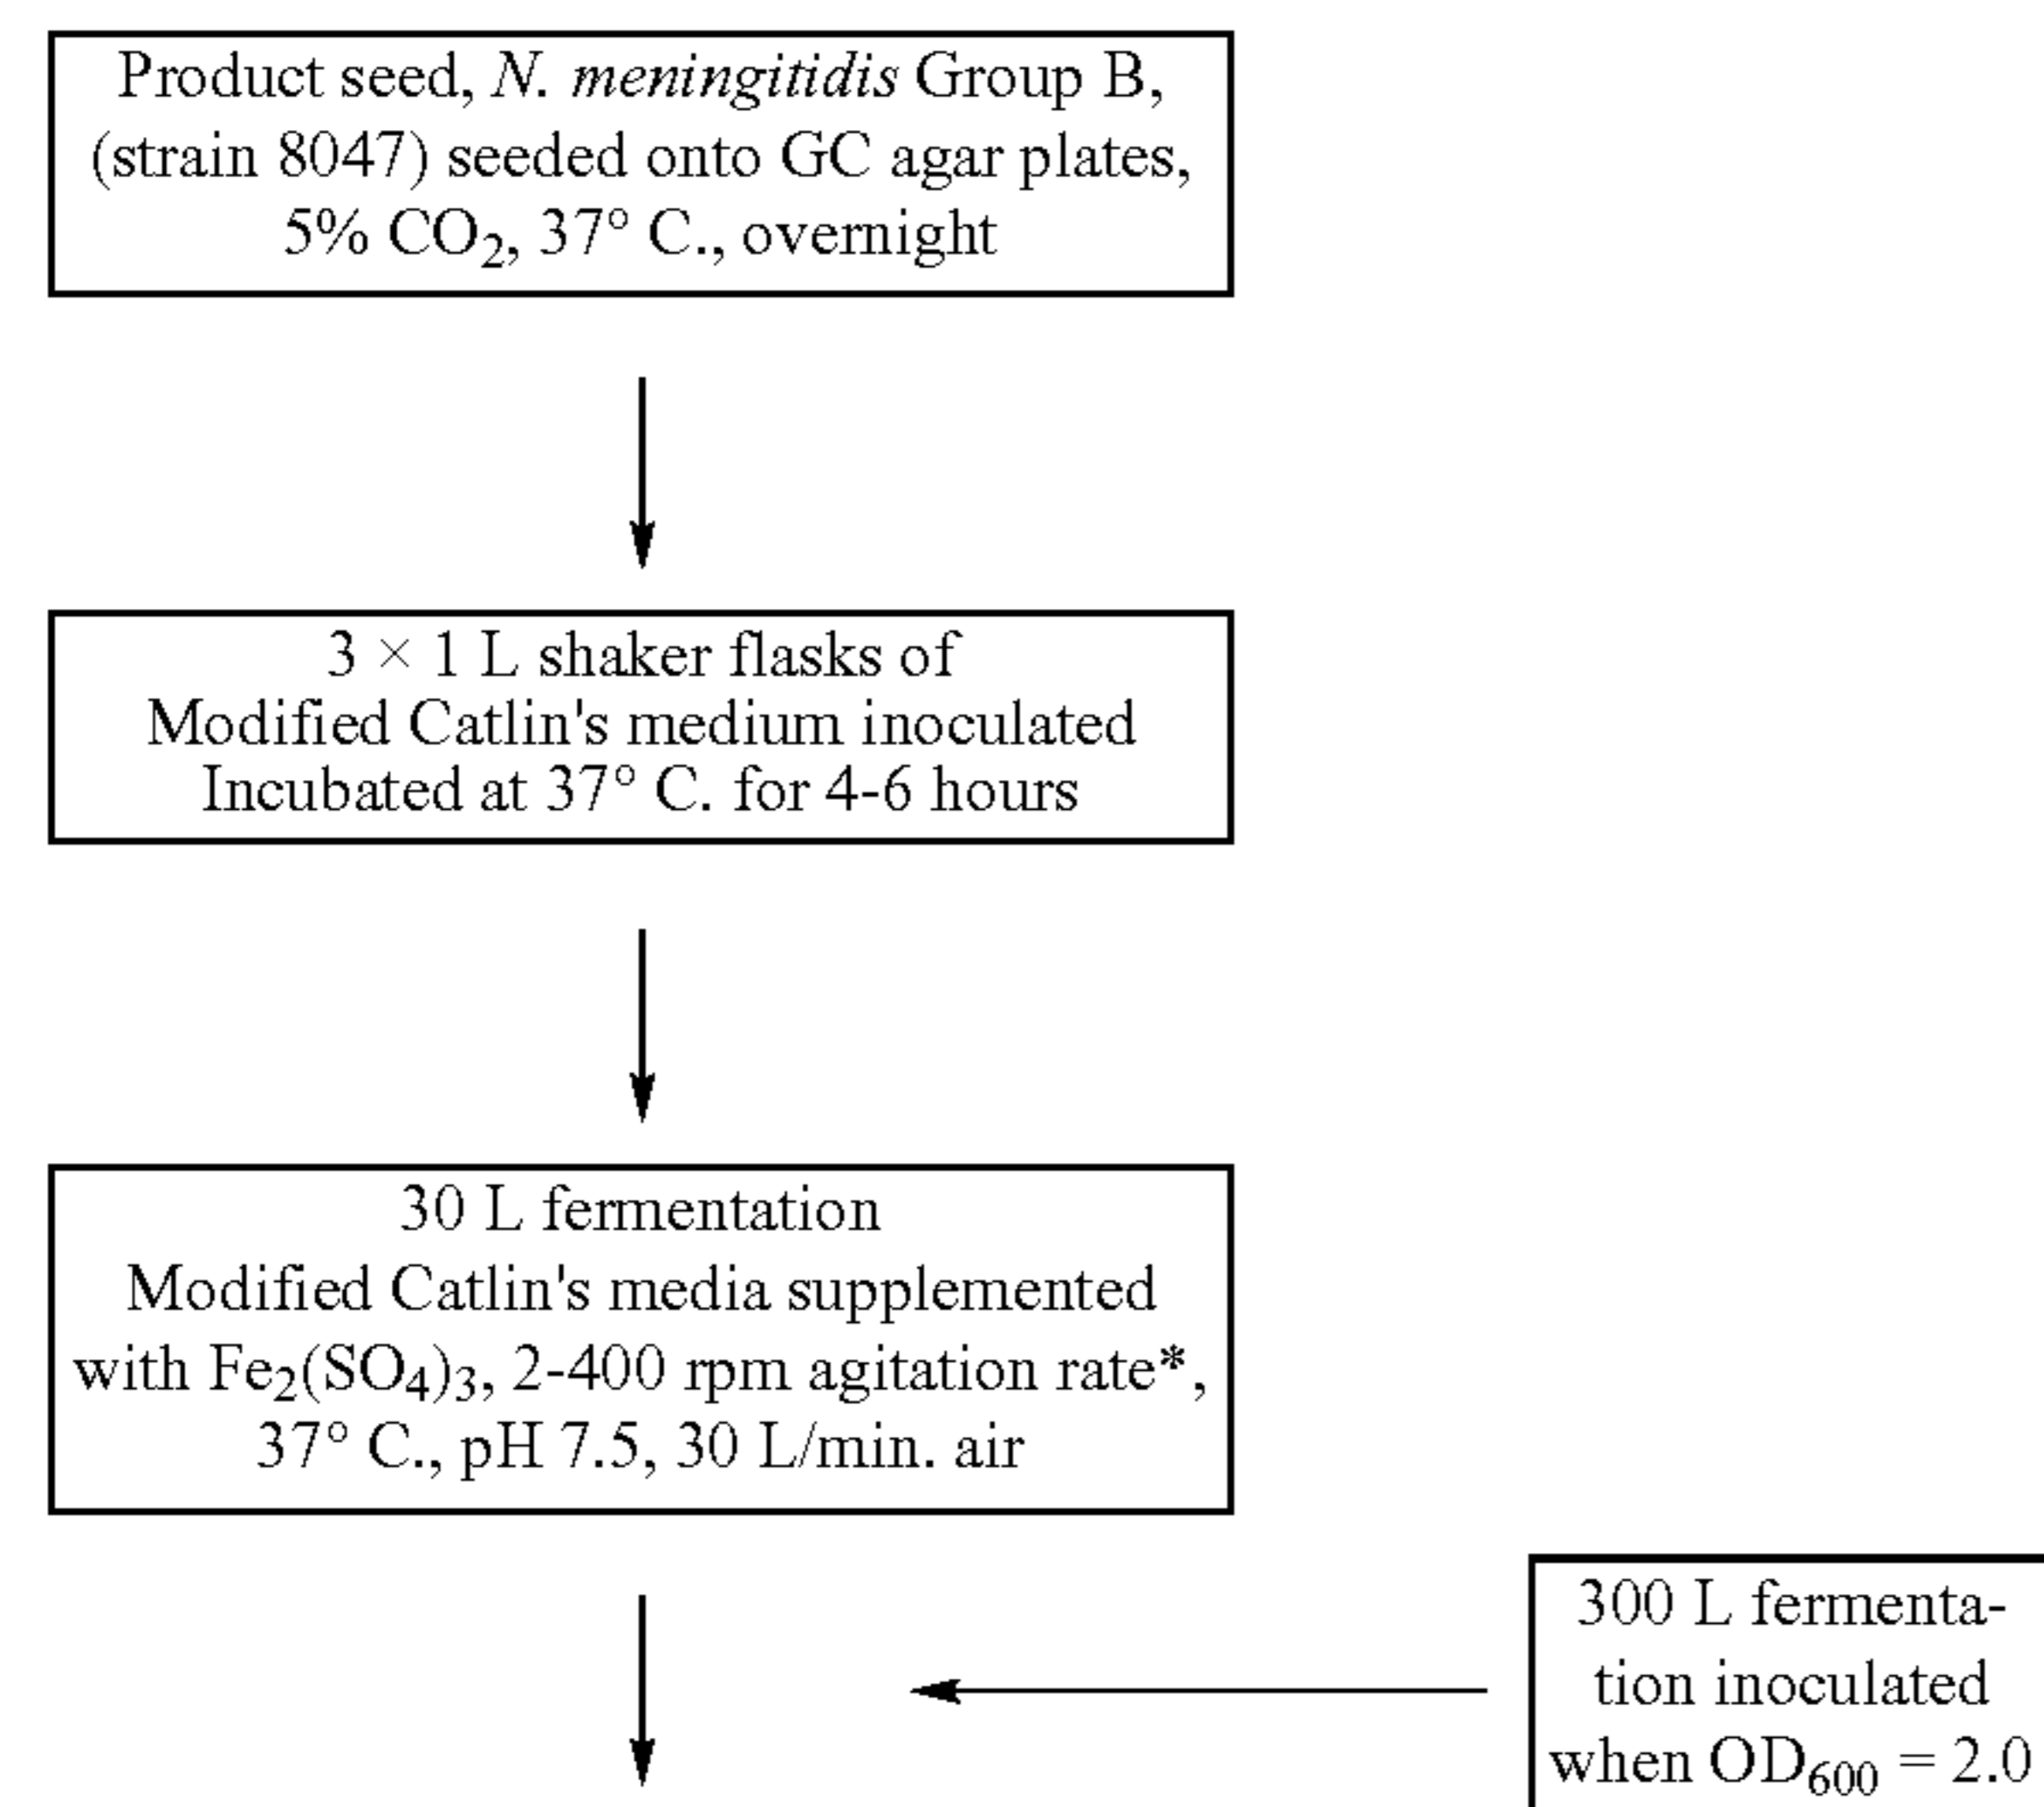 Product seed, N. meningitidis Group B,
(strain 8047) seeded onto GC agar plates,
5% CO₂, 37° C., overnight
3 × 1 L shaker flasks of
Modified Catlin's medium inoculated
Incubated at 37° C. for 4-6 hours
30 L fermentation
Modified Catlin's media supplemented
with Fe₂(SO₄)₃, 2-400 rpm agitation rate*,
37° C., pH 7.5, 30 L/min. air
300 L fermenta-
tion inoculated
when OD₆₀₀ = 2.0